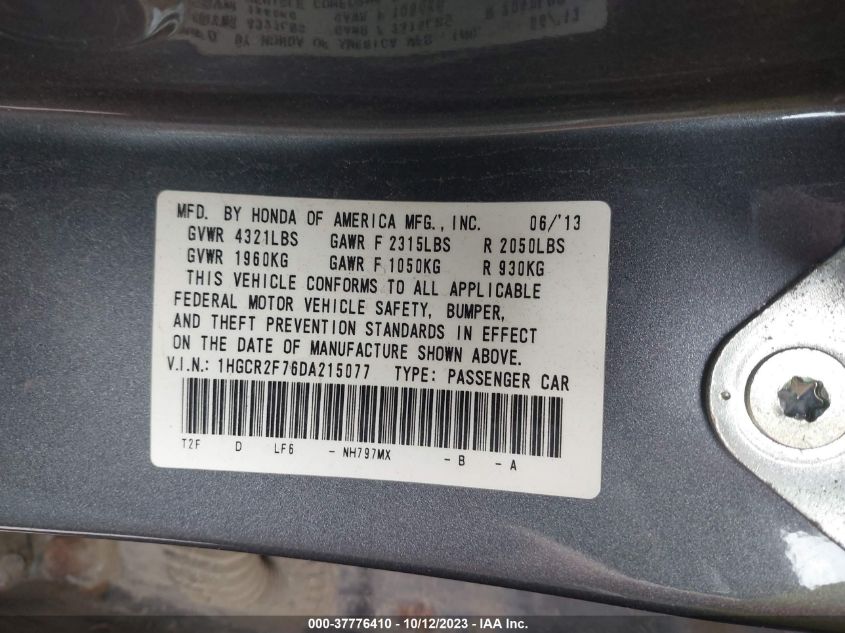 MFD. BY HONDA OF AMERICA MFG., INC. 06/'13
GVWR 4321LBS GAWR F 2315LBS R 2050LBS
GVWR 1960KG GAWR F 1050KG R 930KG
THIS VEHICLE CONFORMS TO ALL APPLICABLE
FEDERAL MOTOR VEHICLE SAFETY, BUMPER,
AND THEFT PREVENTION STANDARDS IN EFFECT
ON THE DATE OF MANUFACTURE SHOWN ABOVE.
V.I.N.: 1HGCR2F76DA215077 TYPE: PASSENGER CAR
T2F D LF6 - NH797MX - B - A
000-37776410 - 10/12/2023 - IAAI.com